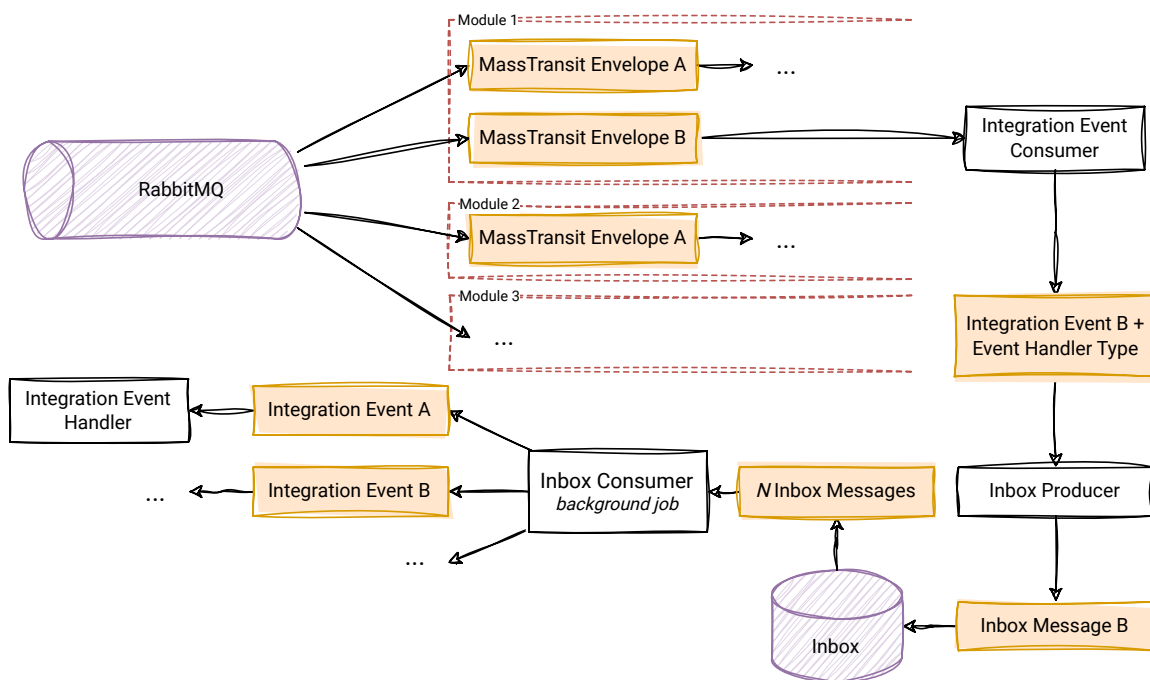 Module 1
MassTransit Envelope A
...
MassTransit Envelope B
Integration Event
Consumer
RabbitMQ
Module 2
MassTransit Envelope A
...
Module 3
...
Integration Event B +
Event Handler Type
Integration Event
Handler
Integration Event A
Integration Event B
...
Inbox Consumer
background job
N Inbox Messages
Inbox Producer
...
Inbox
Inbox Message B